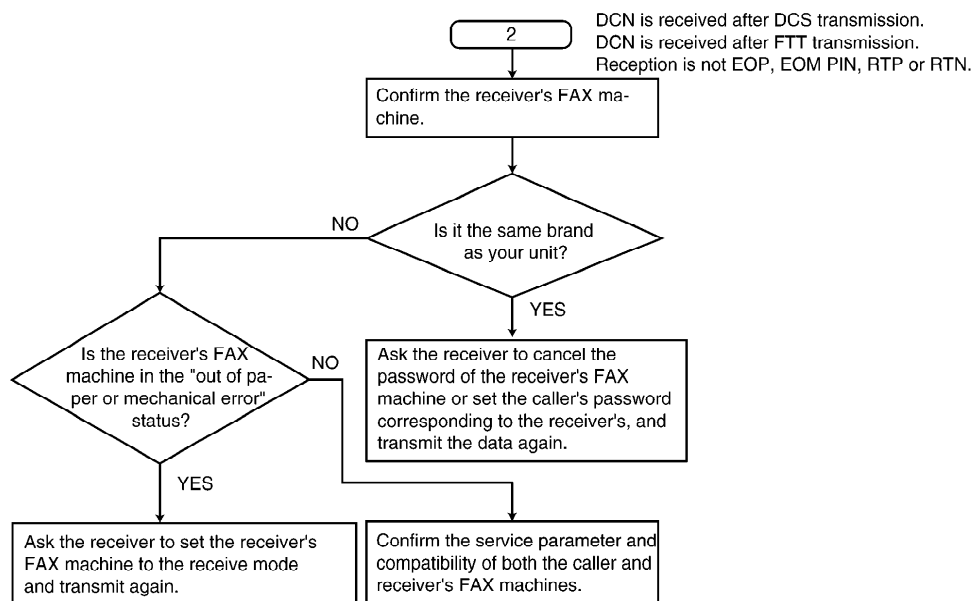 2
DCN is received after DCS transmission.
DCN is received after FTT transmission.
Reception is not EOP, EOM PIN, RTP or RTN.
Confirm the receiver's FAX ma-
chine.
Is it the same brand
as your unit?
NO
YES
Is the receiver's FAX
machine in the "out of pa-
per or mechanical error"
status?
NO
Ask the receiver to cancel the
password of the receiver's FAX
machine or set the caller's password
corresponding to the receiver's, and
transmit the data again.
YES
Ask the receiver to set the receiver's
FAX machine to the receive mode
and transmit again.
Confirm the service parameter and
compatibility of both the caller and
receiver's FAX machines.